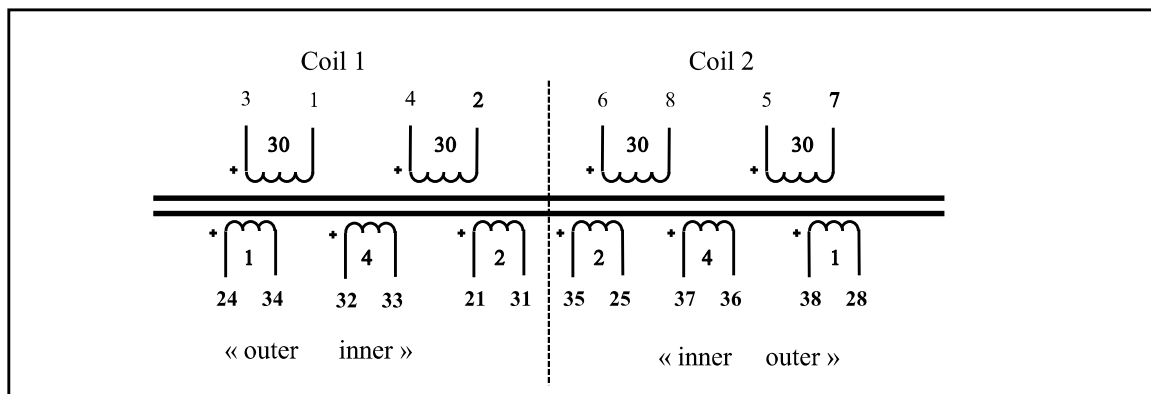 Coil 1 Coil 2
3 1 4 2 6 8 5 7
30 30 30 30
+ + + +
+ + + + + +
1 4 2 2 4 1
24 34 32 33 21 31 35 25 37 36 38 28
« outer inner » « inner outer »